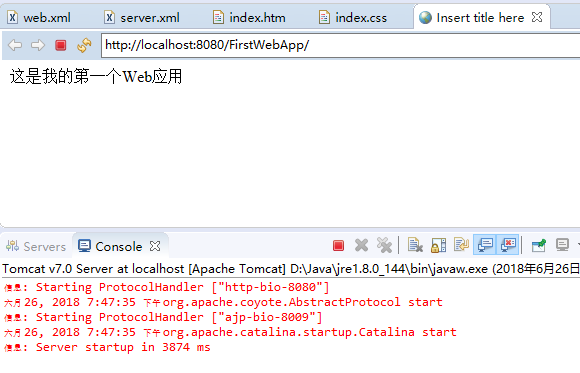 web.xml server.xml index.htm index.css Insert title here
http://localhost:8080/FirstWebApp/
这是我的第一个Web应用
Servers Console
Tomcat v7.0 Server at localhost [Apache Tomcat] D:\Java\jre1.8.0_144\bin\javaw.exe (2018年6月26日
信息: Starting ProtocolHandler ["http-bio-8080"]
六月 26, 2018 7:47:35 下午 org.apache.coyote.AbstractProtocol start
信息: Starting ProtocolHandler ["ajp-bio-8009"]
六月 26, 2018 7:47:35 下午 org.apache.catalina.startup.Catalina start
信息: Server startup in 3874 ms